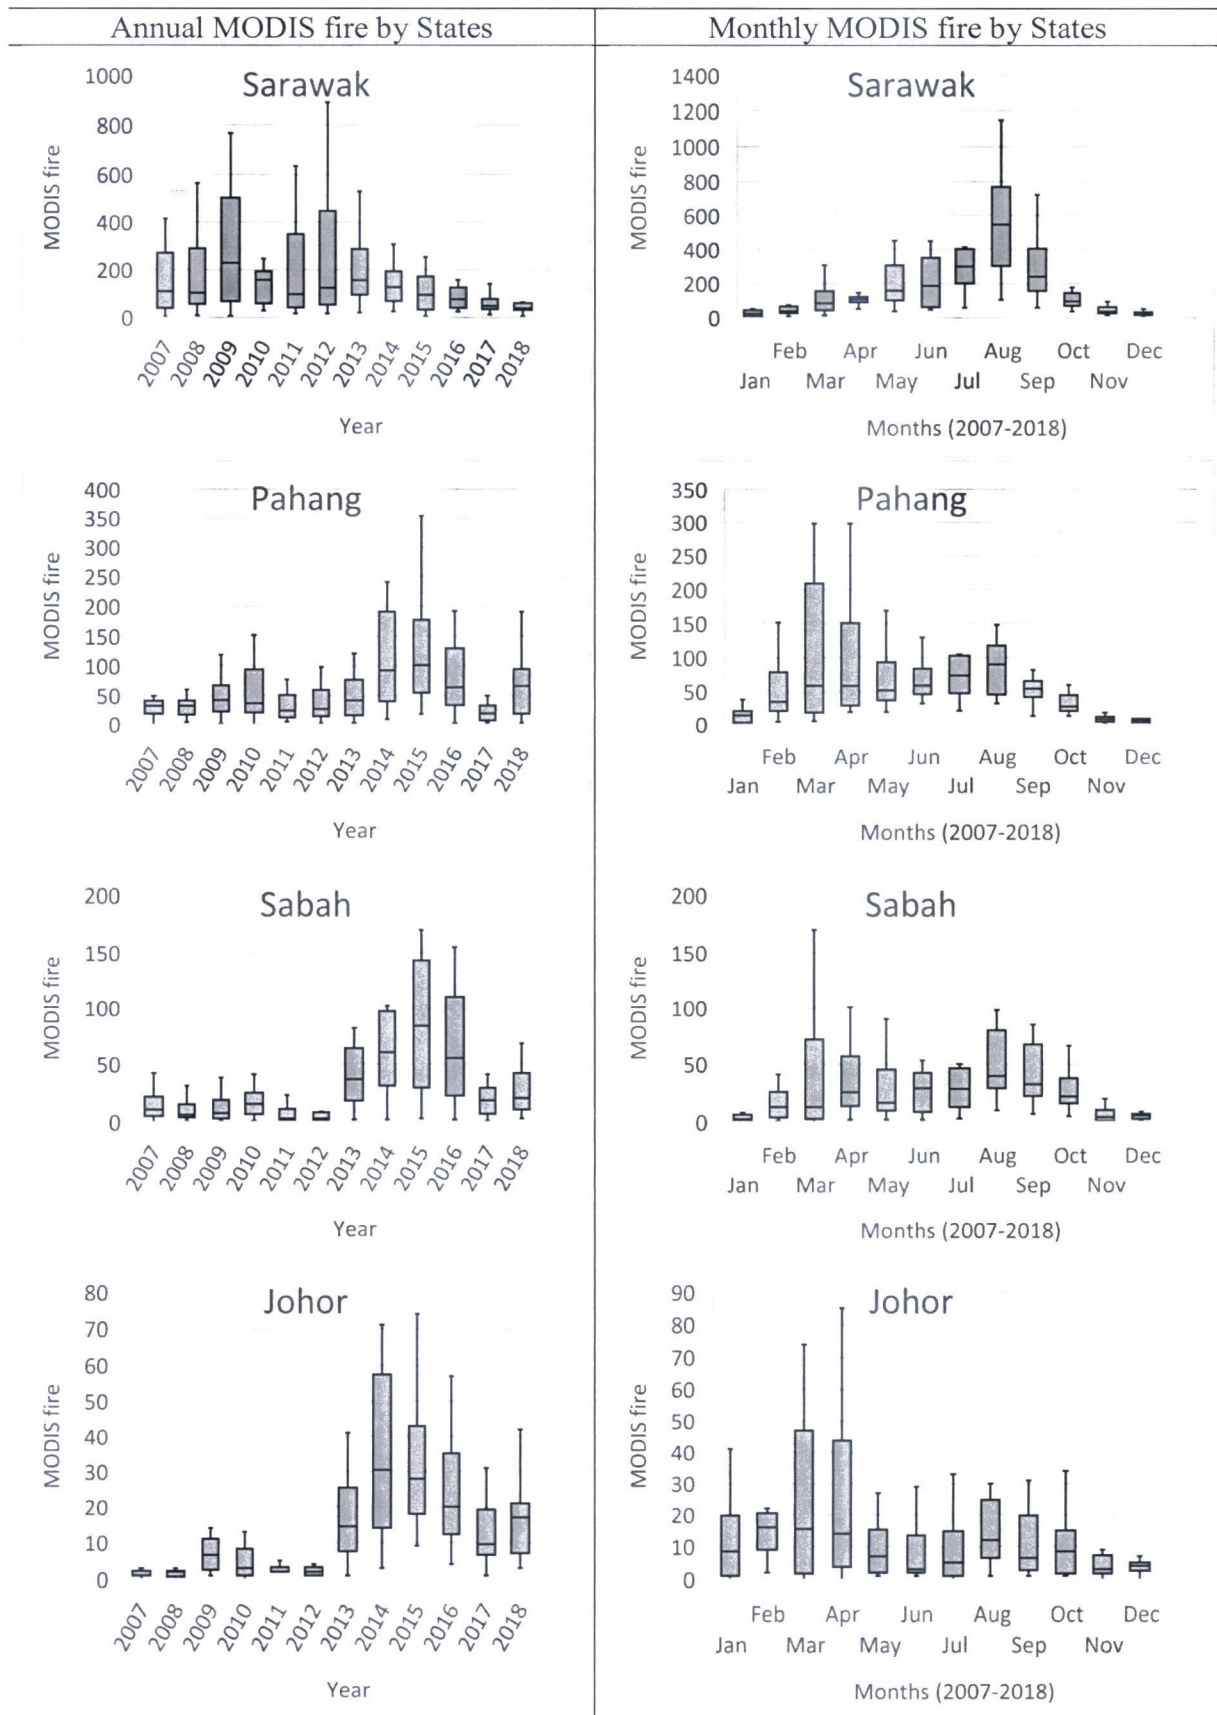 Annual MODIS fire by States
Monthly MODIS fire by States
Sarawak
MODIS fire
1000
800
600
400
200
0
2007 2008 2009 2010 2011 2012 2013 2014 2015 2016 2017 2018
Year
Sarawak
MODIS fire
1400
1200
1000
800
600
400
200
0
Feb Apr Jun Aug Oct Dec
Jan Mar May Jul Sep Nov
Months (2007-2018)
Pahang
MODIS fire
400
350
300
250
200
150
100
50
0
2007 2008 2009 2010 2011 2012 2013 2014 2015 2016 2017 2018
Year
Pahang
MODIS fire
350
300
250
200
150
100
50
0
Feb Apr Jun Aug Oct Dec
Jan Mar May Jul Sep Nov
Months (2007-2018)
Sabah
MODIS fire
200
150
100
50
0
2007 2008 2009 2010 2011 2012 2013 2014 2015 2016 2017 2018
Year
Sabah
MODIS fire
200
150
100
50
0
Feb Apr Jun Aug Oct Dec
Jan Mar May Jul Sep Nov
Months (2007-2018)
Johor
MODIS fire
80
70
60
50
40
30
20
10
0
2007 2008 2009 2010 2011 2012 2013 2014 2015 2016 2017 2018
Year
Johor
MODIS fire
90
80
70
60
50
40
30
20
10
0
Feb Apr Jun Aug Oct Dec
Jan Mar May Jul Sep Nov
Months (2007-2018)